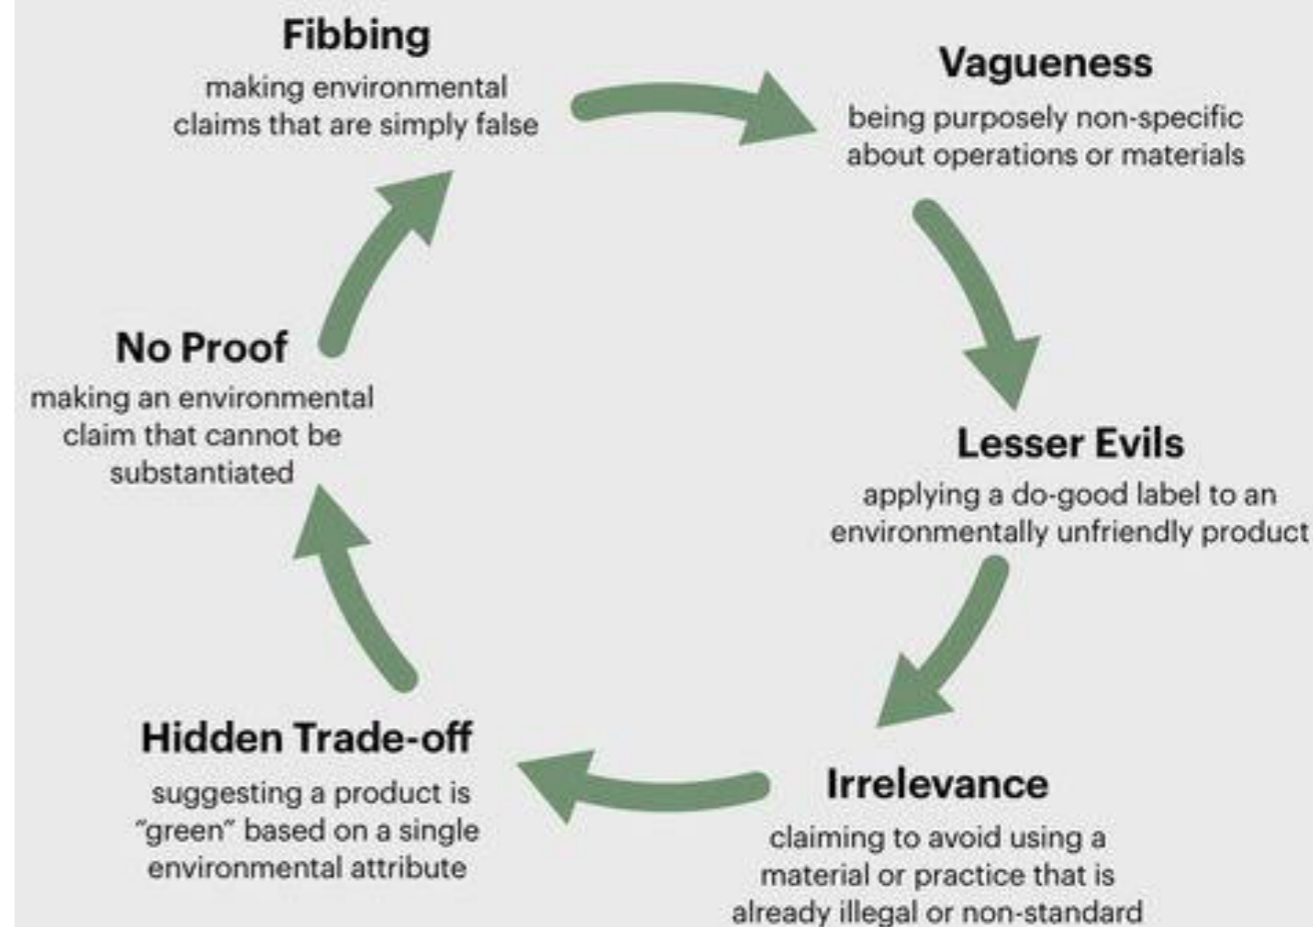 Fibbing
making environmental
claims that are simply false
Vagueness
being purposely non-specific
about operations or materials
Lesser Evils
applying a do-good label to an
environmentally unfriendly product
Irrelevance
claiming to avoid using a
material or practice that is
already illegal or non-standard
Hidden Trade-off
suggesting a product is
“green” based on a single
environmental attribute
No Proof
making an environmental
claim that cannot be
substantiated